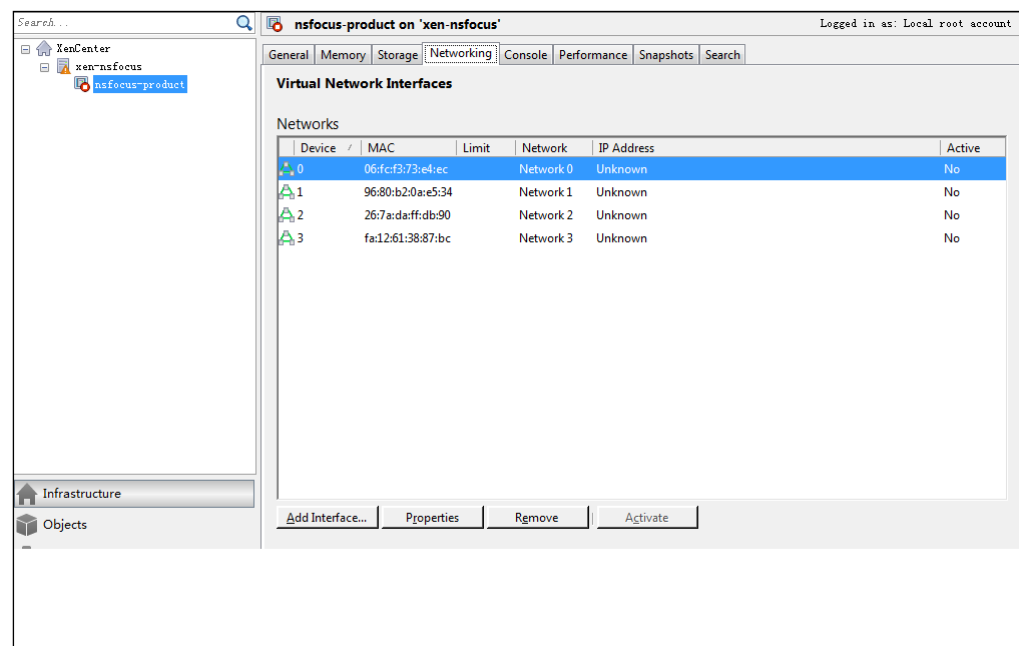 Search...
nsfocus-product on 'xen-nsfocus'
Logged in as: Local root account
XenCenter
xen-nsfocus
nsfocus-product
General Memory Storage Networking Console Performance Snapshots Search
Virtual Network Interfaces
Networks
Device / MAC Limit Network IP Address Active
0 06:fc:f3:73:e4:ec Network 0 Unknown No
1 96:80:b2:0a:e5:34 Network 1 Unknown No
2 26:7a:da:ff:db:90 Network 2 Unknown No
3 fa:12:61:38:87:bc Network 3 Unknown No
Infrastructure
Objects
Add Interface... Properties Remove Activate